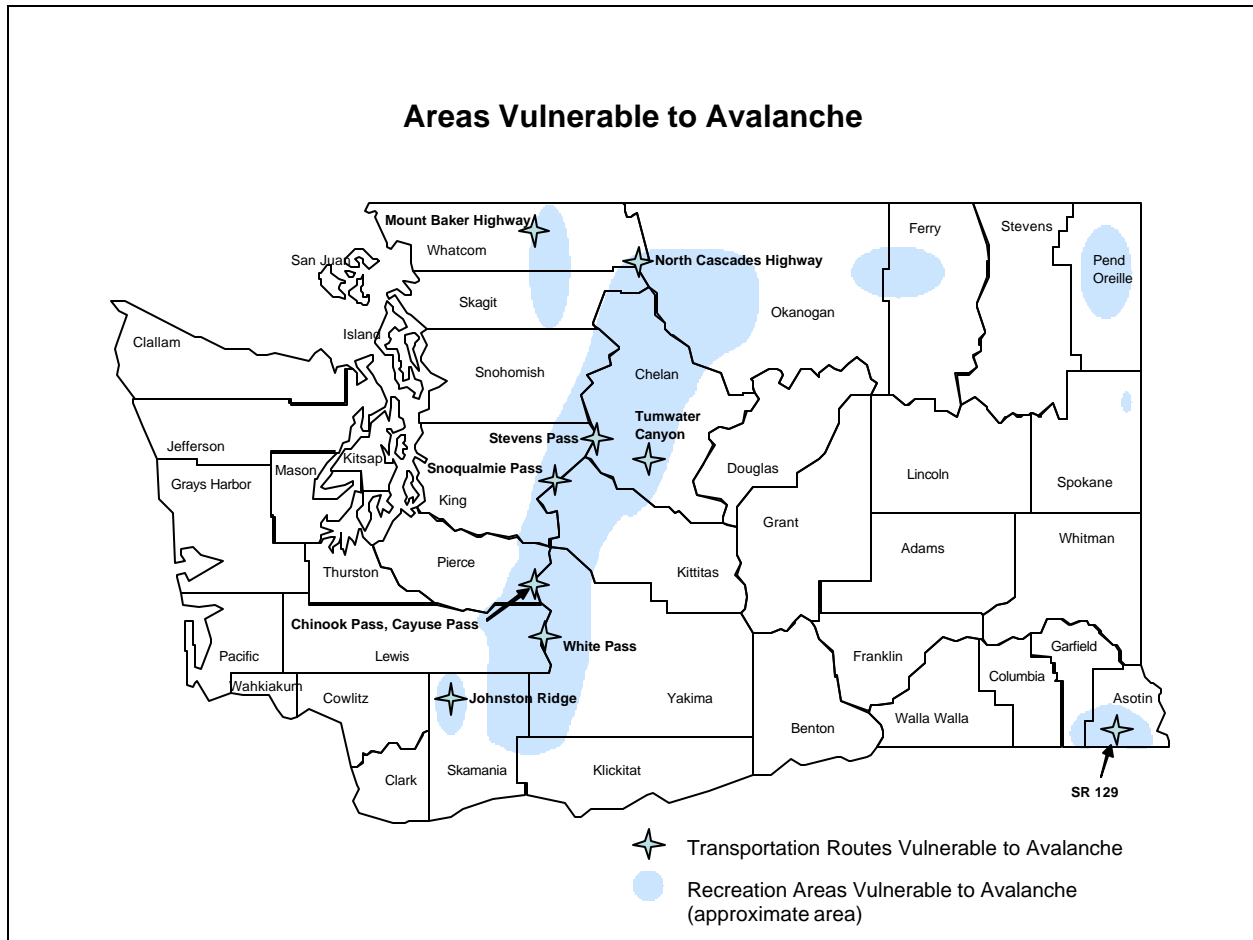 Areas Vulnerable to Avalanche
Mount Baker Highway
Whatcom
San Juan
North Cascades Highway
Ferry
Stevens
Pend
Oreille
Skagit
Island
Okanogan
Clallam
Snohomish
Chelan
Jefferson
Stevens Pass
Tumwater
Canyon
Mason
Kitsap
Snoqualmie Pass
Douglas
Lincoln
Spokane
Grays Harbor
King
Grant
Whitman
Thurston
Pierce
Kittitas
Adams
Chinook Pass, Cayuse Pass
White Pass
Pacific
Lewis
Franklin
Garfield
Columbia
Wahkiakum
Cowlitz
Johnston Ridge
Yakima
Asotin
Benton
Walla Walla
Clark
Skamania
Klickitat
SR 129
Transportation Routes Vulnerable to Avalanche
Recreation Areas Vulnerable to Avalanche
(approximate area)